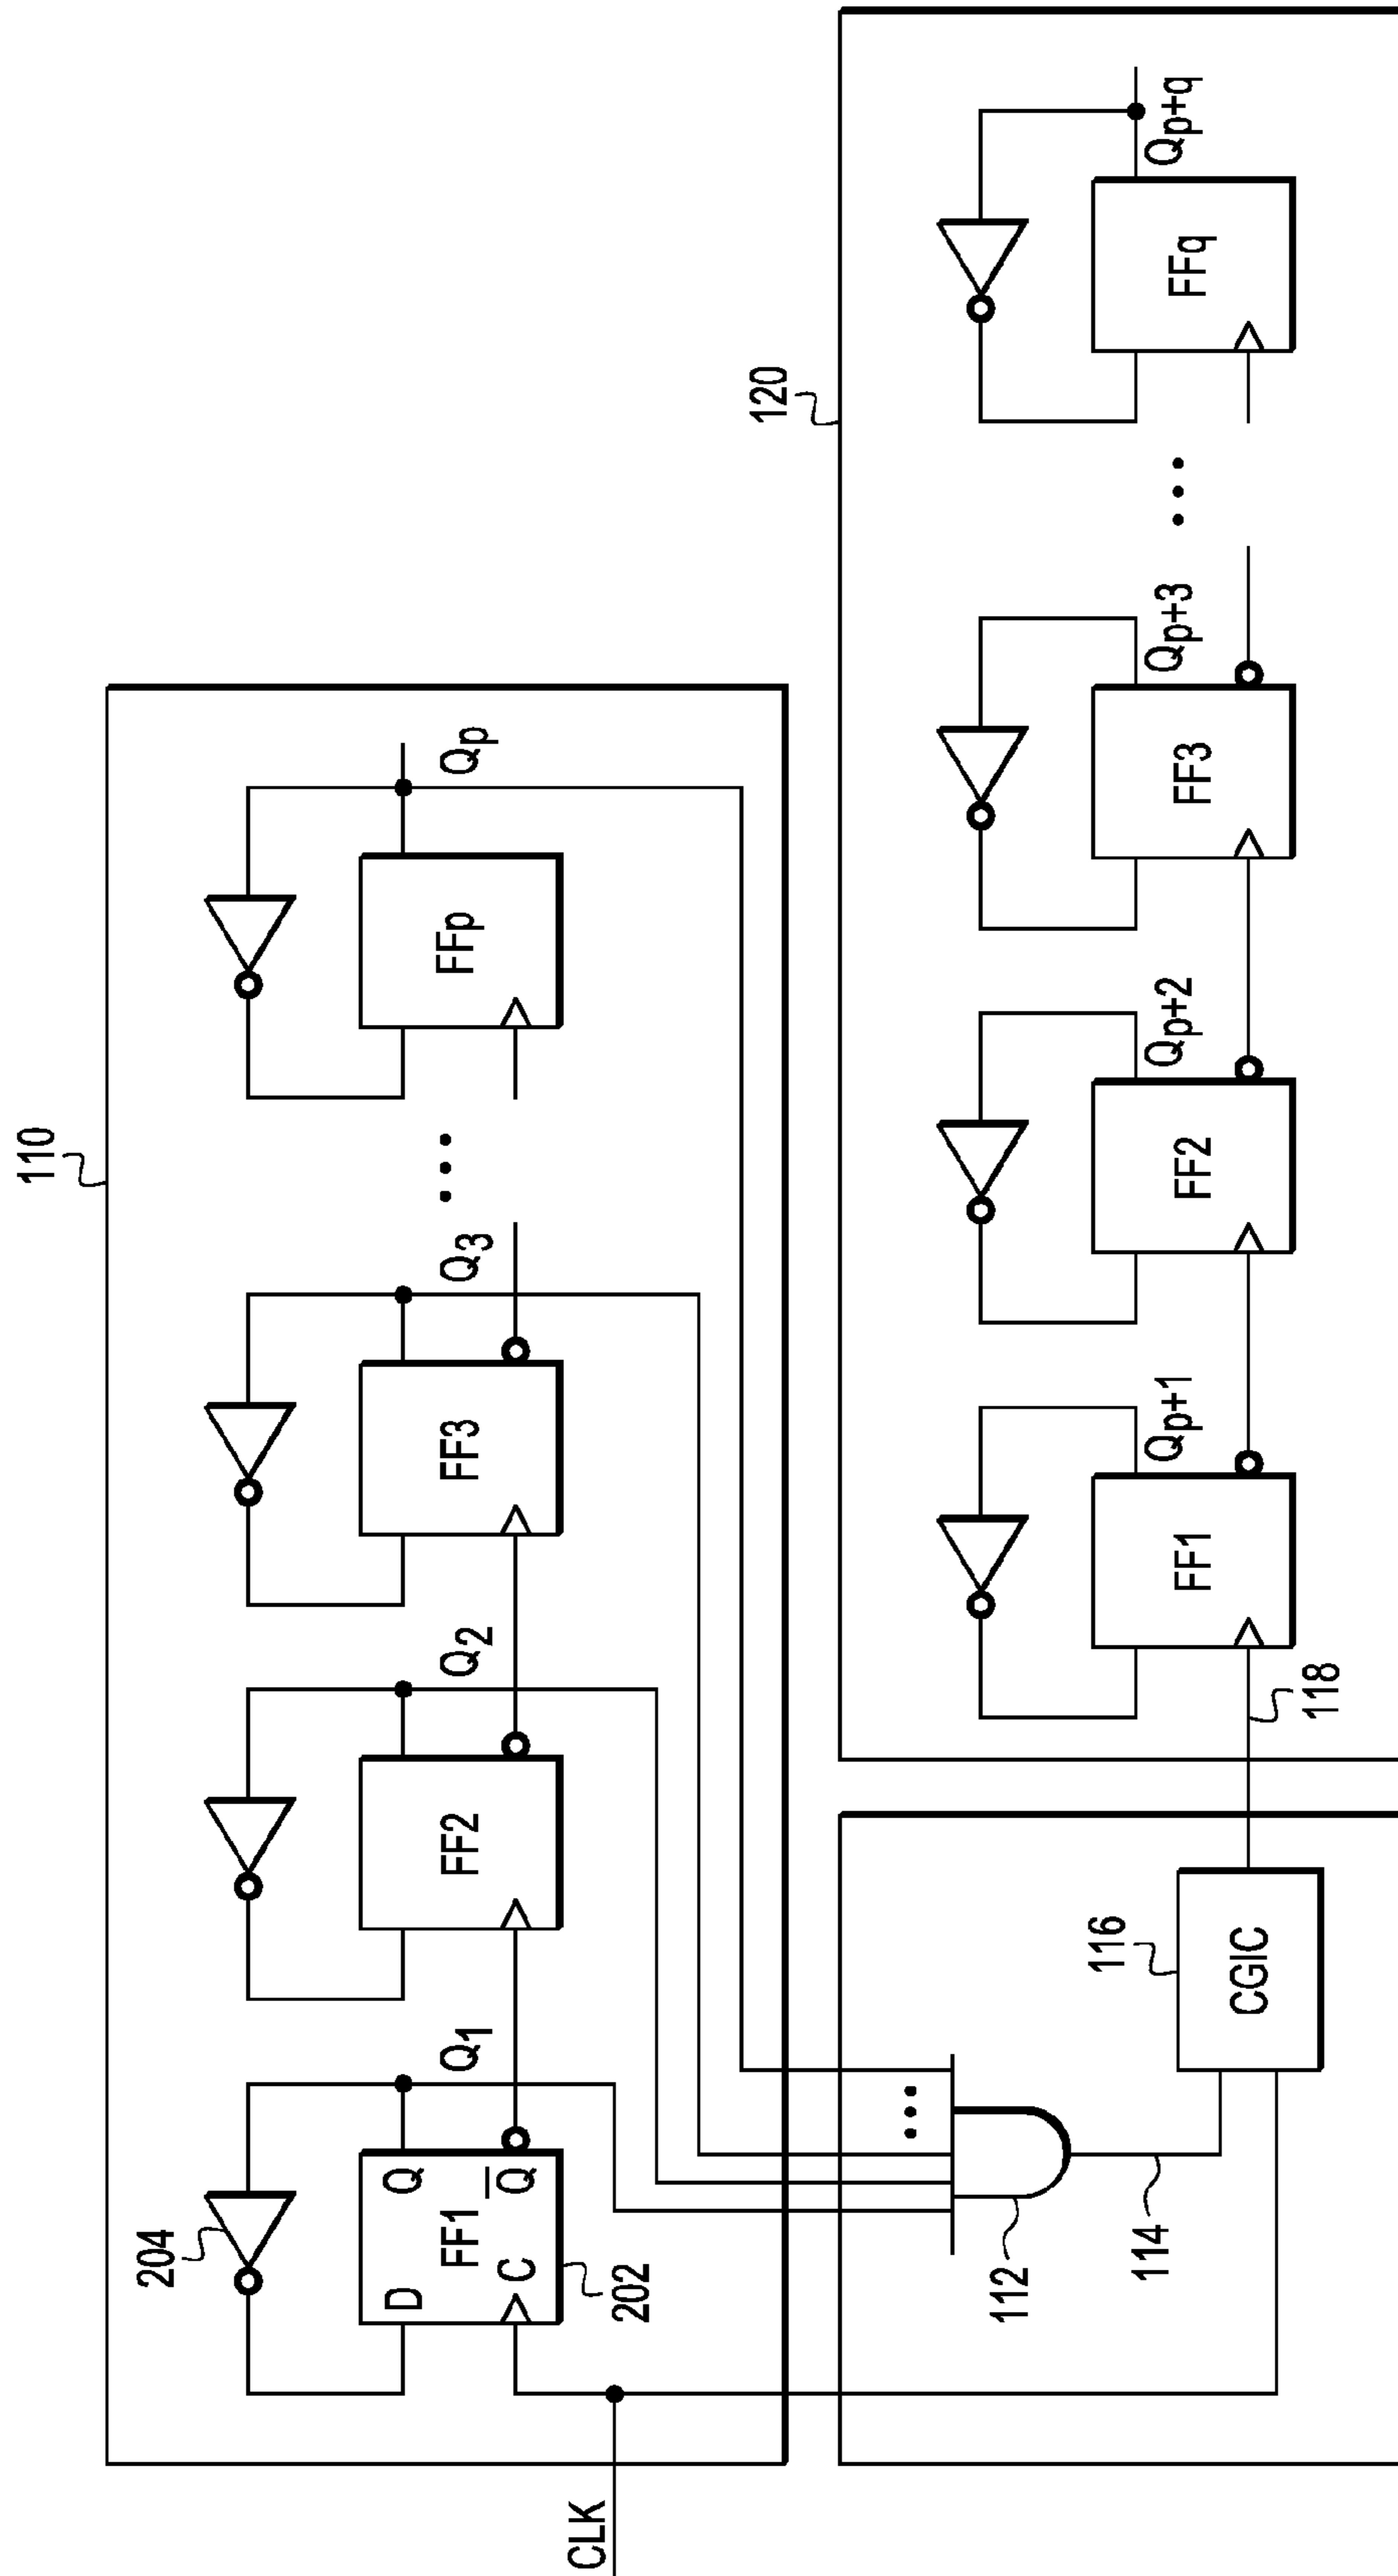 110
204
D
Q
FF1
C
Q̅
202
Q1
FF2
Q2
FF3
Q3
...
FFp
Qp
CLK
112
...
114
116
CGIC
118
120
FF1
Qp+1
FF2
Qp+2
FF3
Qp+3
...
FFq
Qp+q